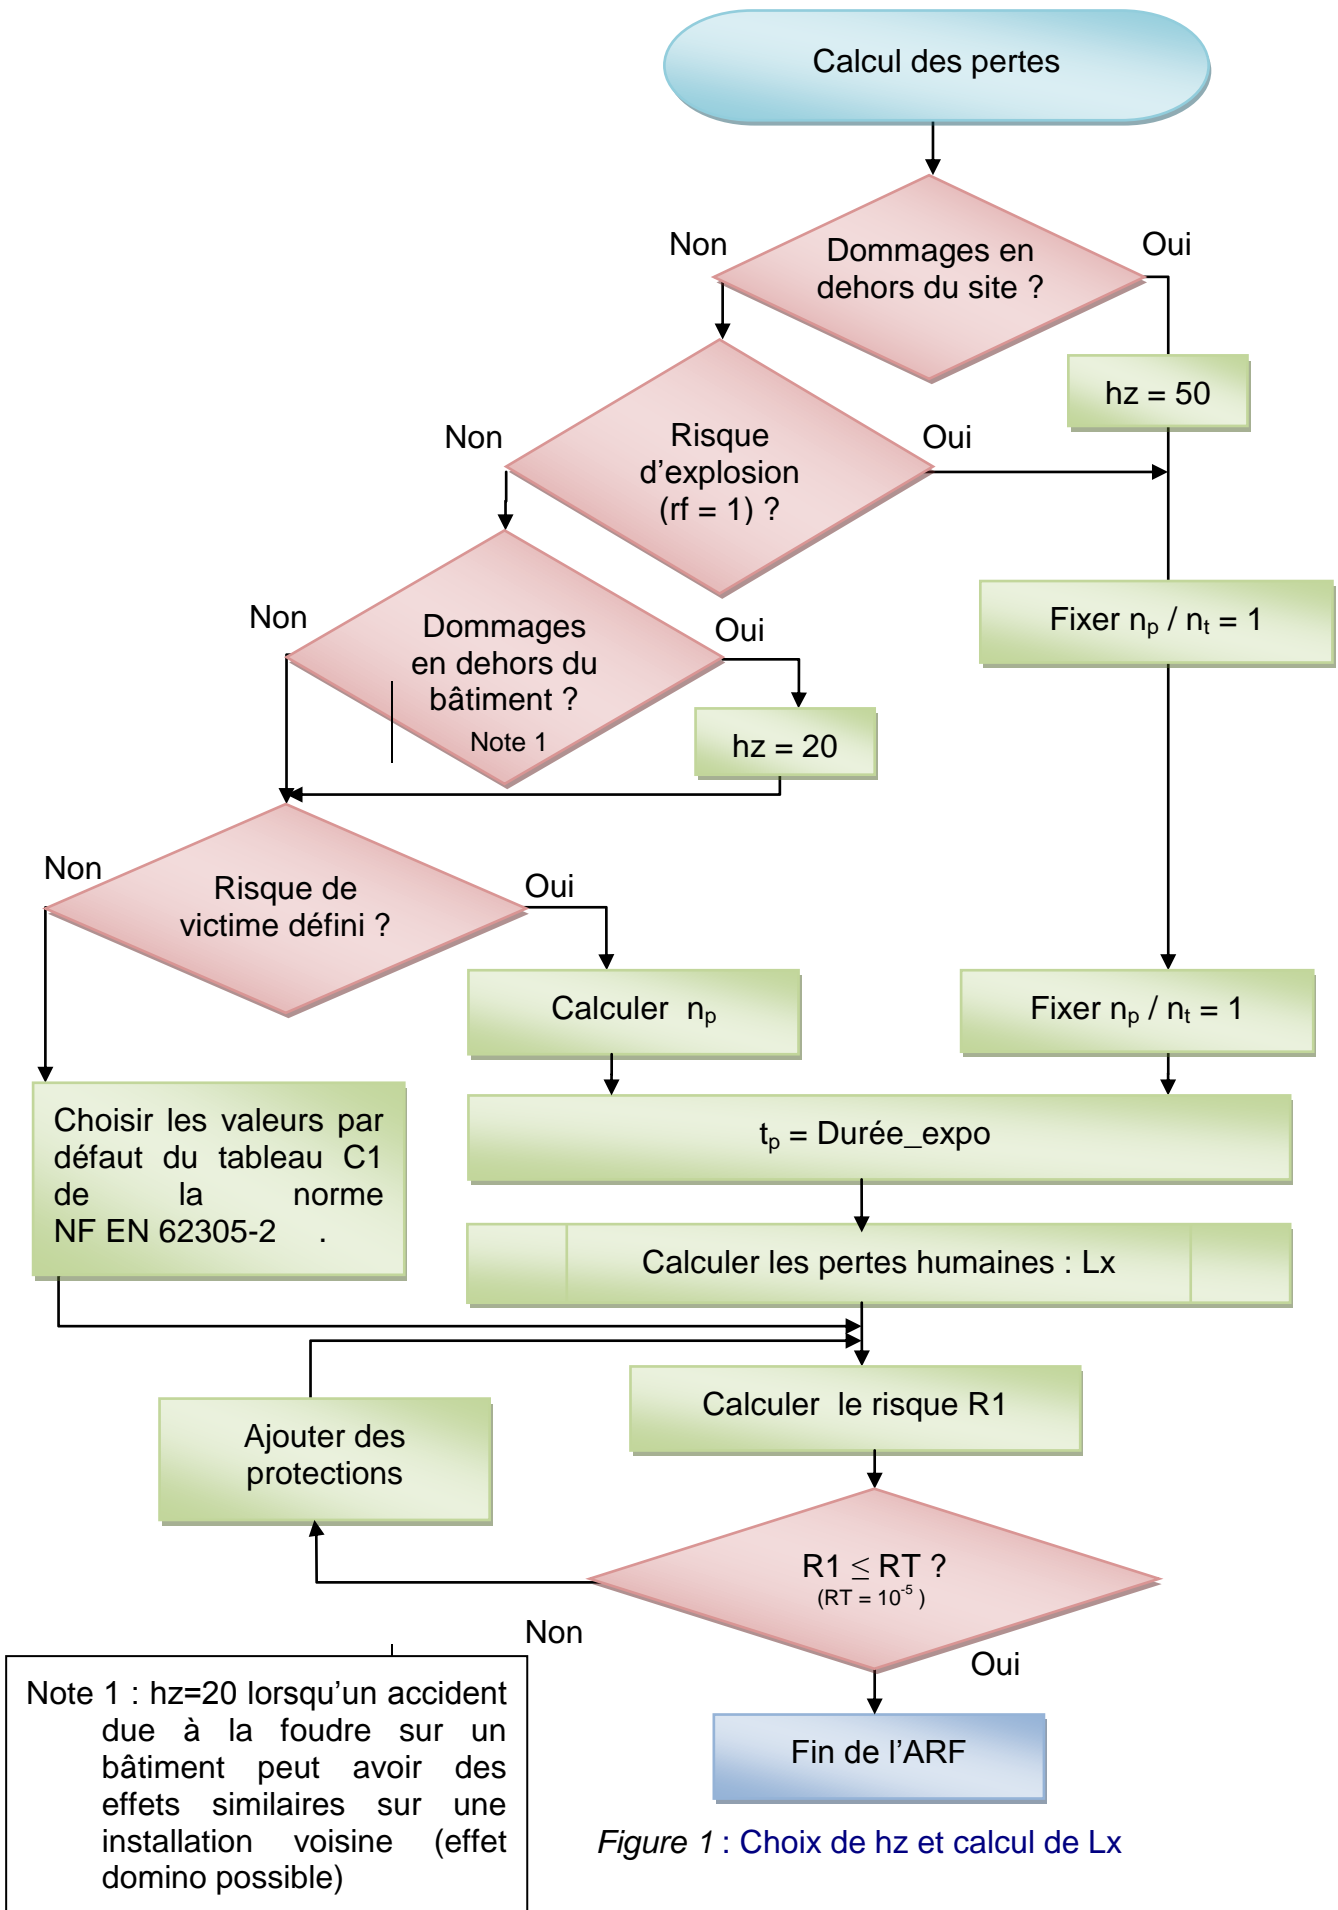 Calcul des pertes
Non
Dommages en
dehors du site ?
Oui
hz = 50
Non
Risque
d’explosion
(rf = 1) ?
Oui
Non
Dommages
en dehors du
bâtiment ?
Note 1
Oui
Fixer np / nt = 1
hz = 20
Non
Risque de
victime défini ?
Oui
Calculer np
Fixer np / nt = 1
Choisir les valeurs par
défaut du tableau C1
de la norme
NF EN 62305-2 .
tp = Durée_expo
Calculer les pertes humaines : Lx
Calculer le risque R1
Ajouter des
protections
R1 ≤ RT ?
(RT = 10-5 )
Non
Oui
Fin de l’ARF
Note 1 : hz=20 lorsqu’un accident
due à la foudre sur un
bâtiment peut avoir des
effets similaires sur une
installation voisine (effet
domino possible)
Figure 1 : Choix de hz et calcul de Lx